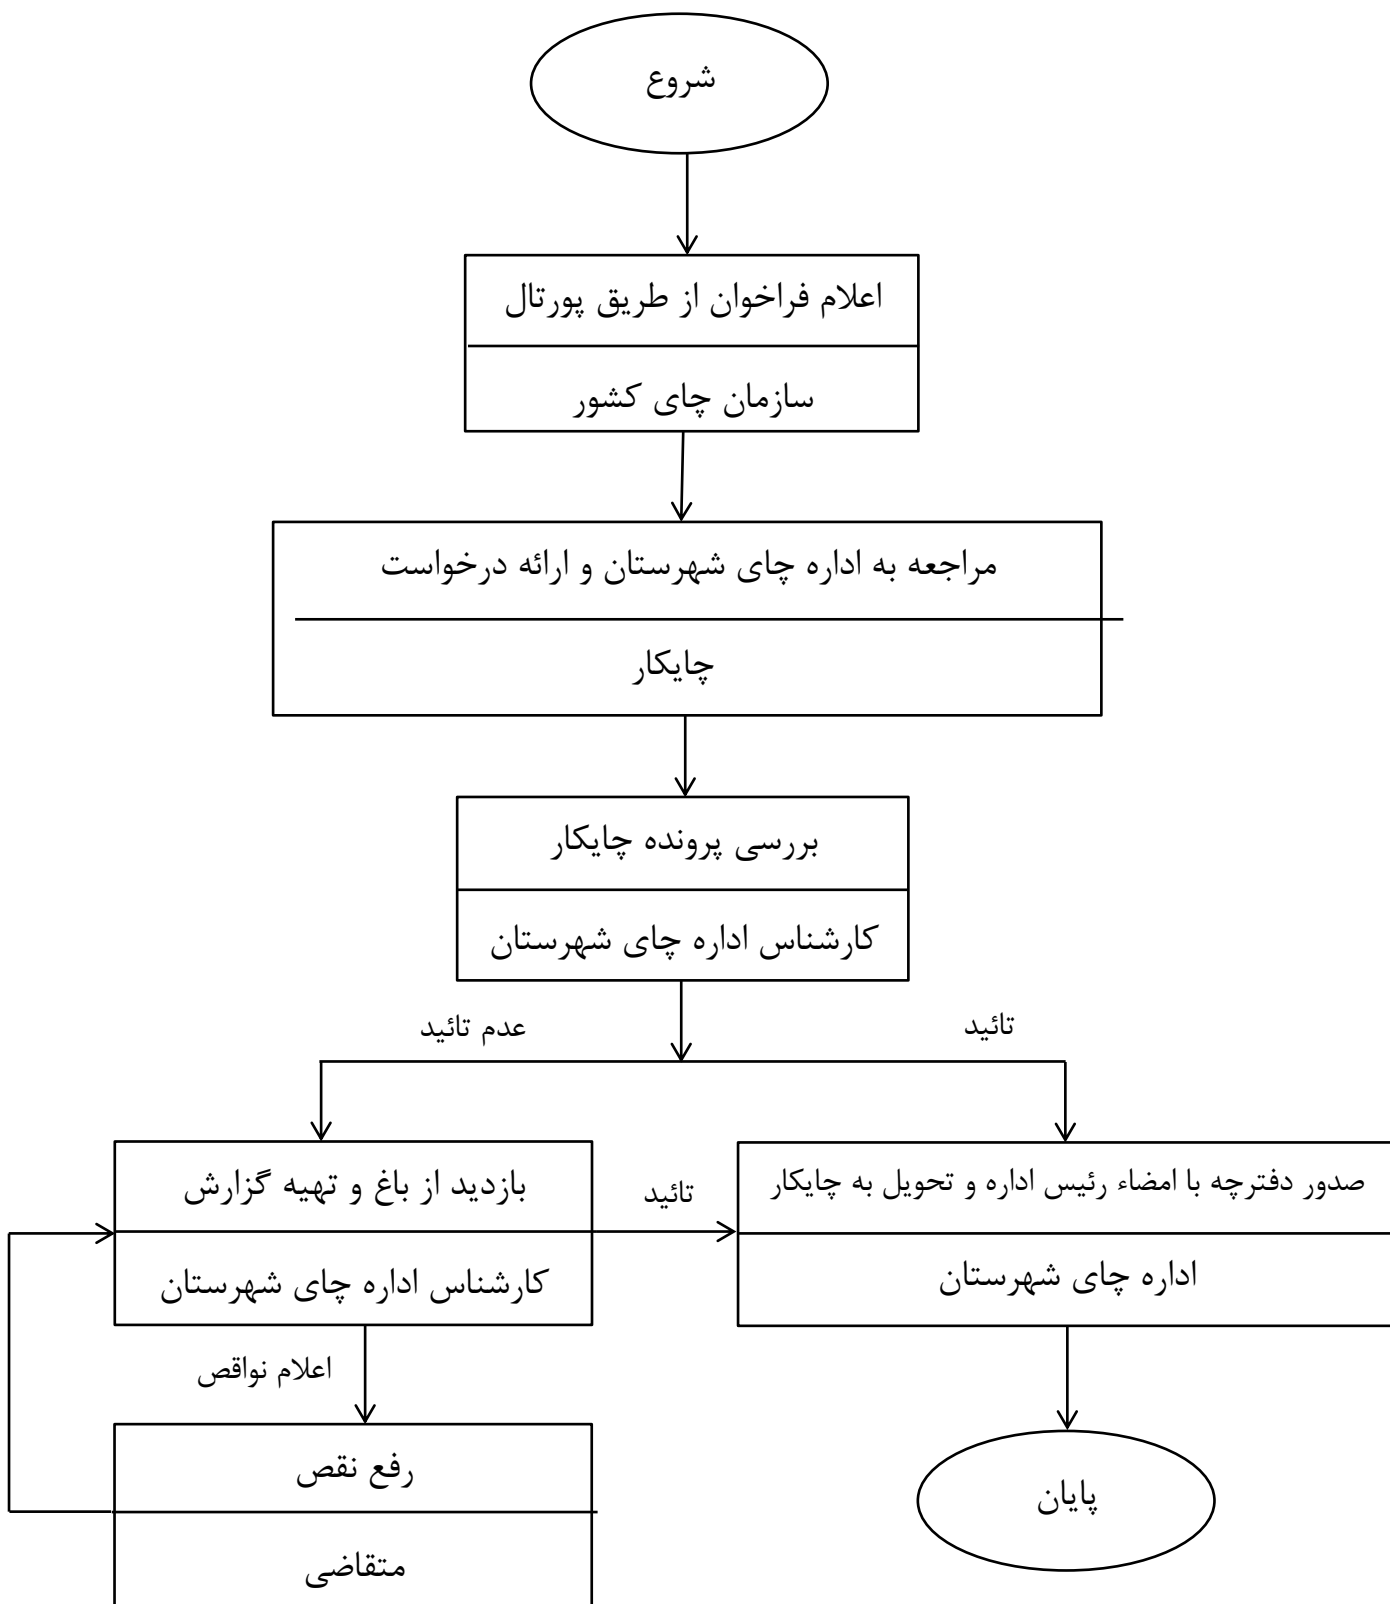 شروع
اعلام فراخوان از طریق پورتال
سازمان چای کشور
مراجعه به اداره چای شهرستان و ارائه درخواست
چایکار
بررسی پرونده چایکار
کارشناس اداره چای شهرستان
تائید
عدم تائید
صدور دفترچه با امضاء رئیس اداره و تحویل به چایکار
اداره چای شهرستان
تائید
بازدید از باغ و تهیه گزارش
کارشناس اداره چای شهرستان
اعلام نواقص
رفع نقص
متقاضی
پایان